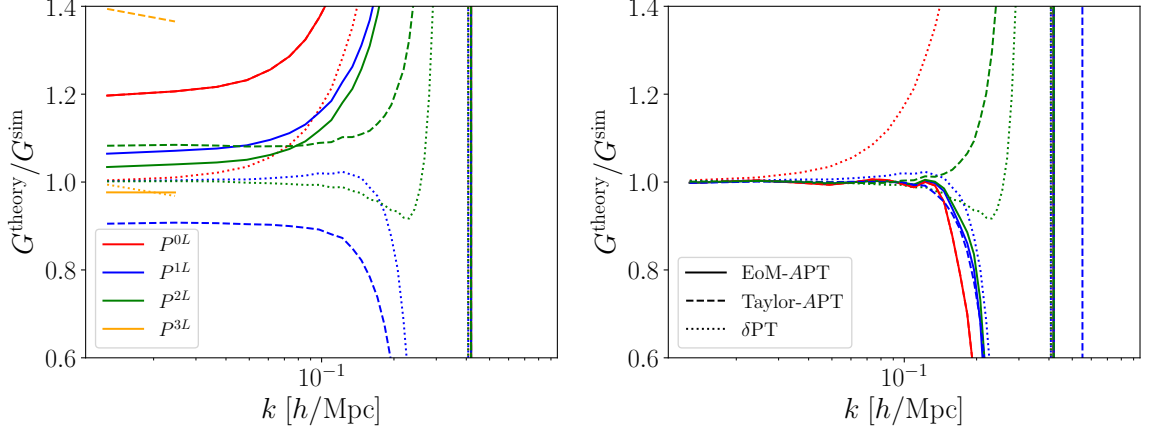 1.4
1.2
1.0
0.8
0.6
G^theory/G^sim
10^−1
k [h/Mpc]
P^0L
P^1L
P^2L
P^3L
1.4
1.2
1.0
0.8
0.6
G^theory/G^sim
10^−1
k [h/Mpc]
EoM-APT
Taylor-APT
δPT